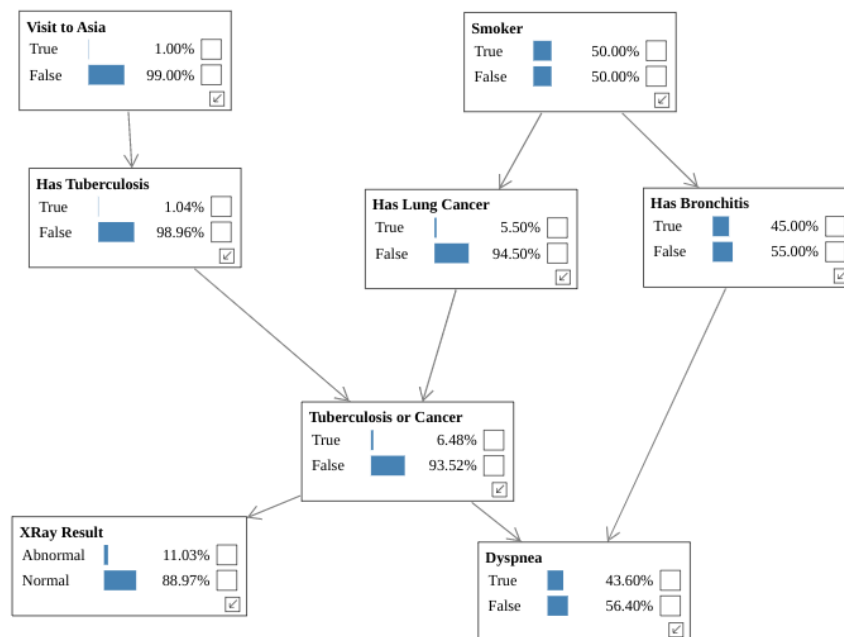 Visit to Asia
True 1.00%
False 99.00%
Smoker
True 50.00%
False 50.00%
Has Tuberculosis
True 1.04%
False 98.96%
Has Lung Cancer
True 5.50%
False 94.50%
Has Bronchitis
True 45.00%
False 55.00%
Tuberculosis or Cancer
True 6.48%
False 93.52%
XRay Result
Abnormal 11.03%
Normal 88.97%
Dyspnea
True 43.60%
False 56.40%